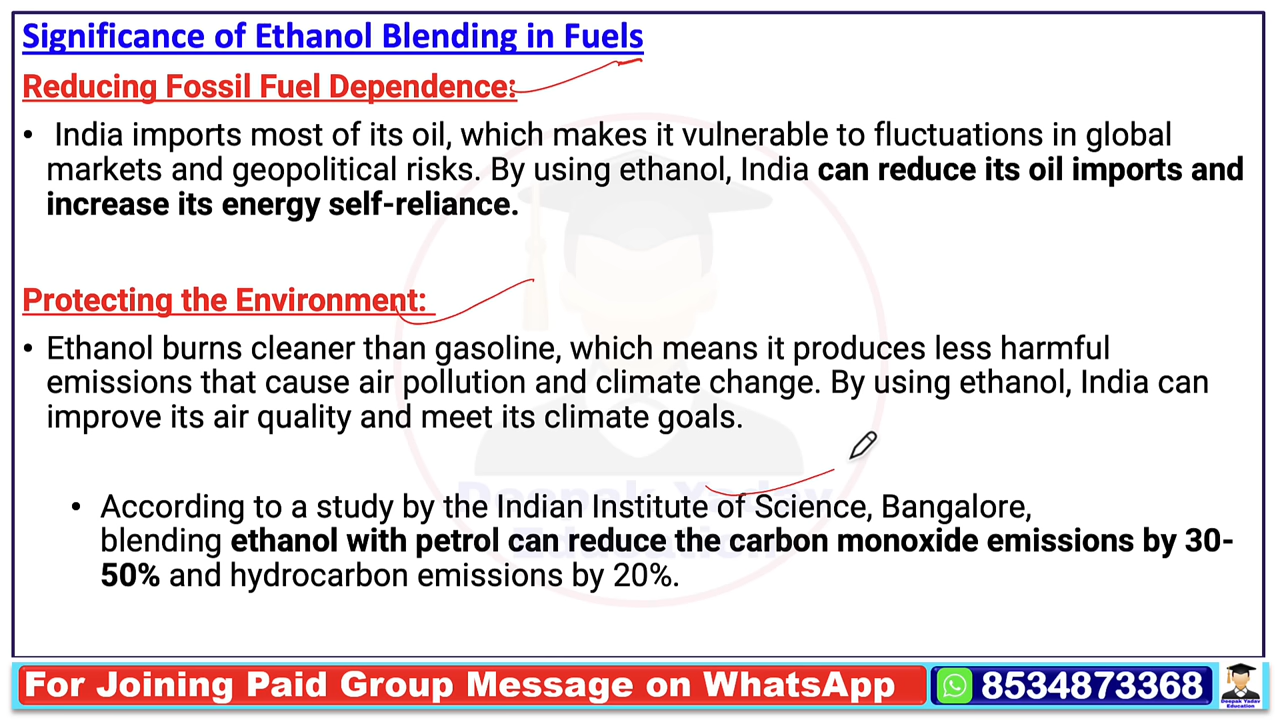 Significance of Ethanol Blending in Fuels
Reducing Fossil Fuel Dependence:
• India imports most of its oil, which makes it vulnerable to fluctuations in global
markets and geopolitical risks. By using ethanol, India can reduce its oil imports and
increase its energy self-reliance.
Protecting the Environment:
• Ethanol burns cleaner than gasoline, which means it produces less harmful
emissions that cause air pollution and climate change. By using ethanol, India can
improve its air quality and meet its climate goals.
• According to a study by the Indian Institute of Science, Bangalore,
blending ethanol with petrol can reduce the carbon monoxide emissions by 30-
50% and hydrocarbon emissions by 20%.
Deepak Yadav
Education
For Joining Paid Group Message on WhatsApp
8534873368
Deepak Yadav
Education